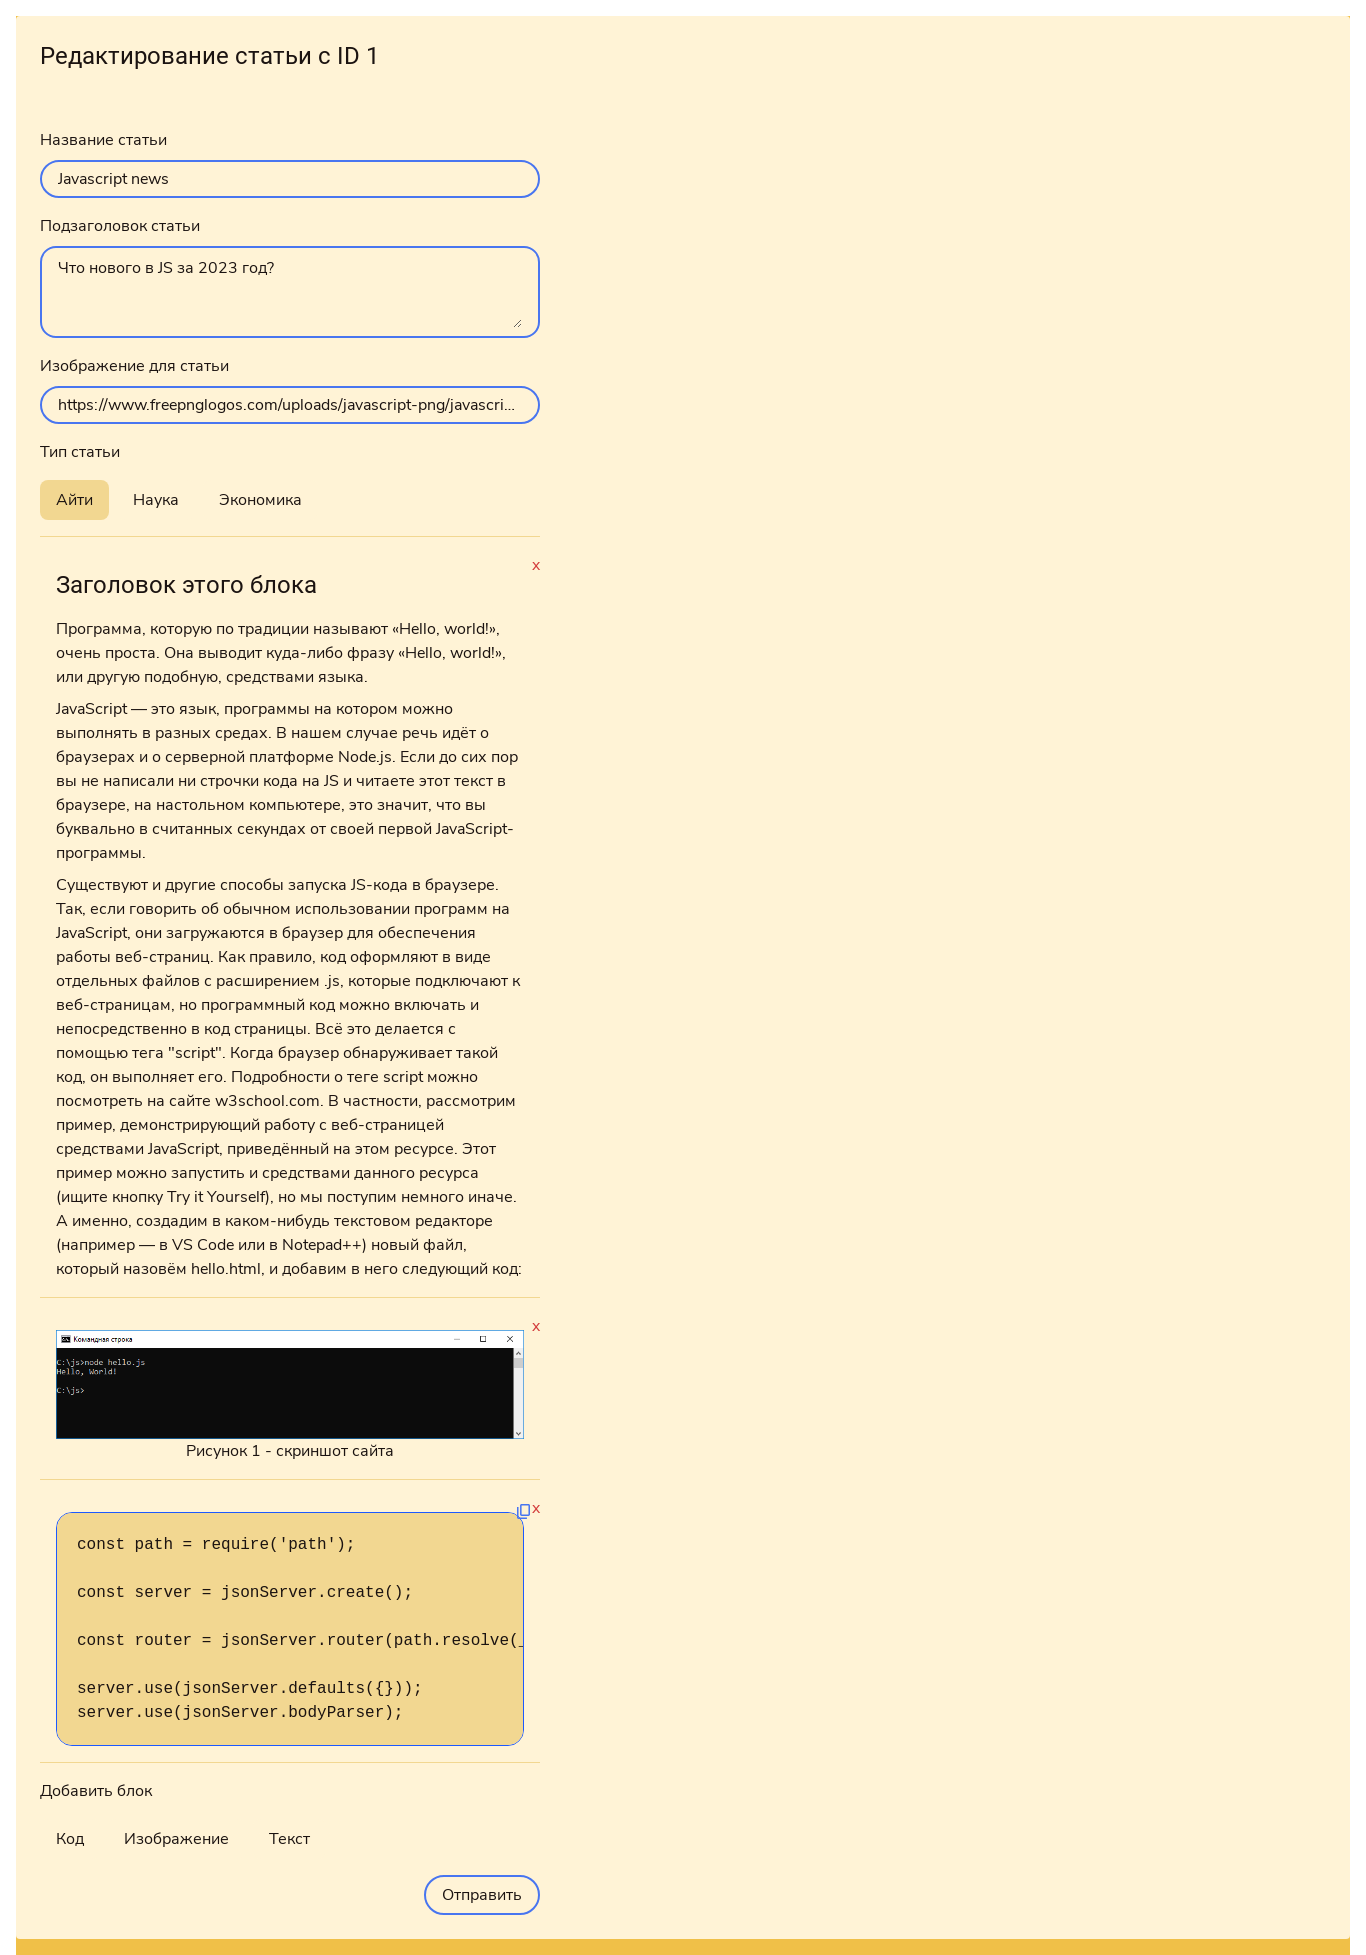 Редактирование статьи с ID 1
Название статьи
Javascript news
Подзаголовок статьи
Что нового в JS за 2023 год?
Изображение для статьи
https://www.freepnglogos.com/uploads/javascript-png/javascri...
Тип статьи
Айти Наука Экономика
x
Заголовок этого блока
Программа, которую по традиции называют «Hello, world!»,
очень проста. Она выводит куда-либо фразу «Hello, world!»,
или другую подобную, средствами языка.
JavaScript — это язык, программы на котором можно
выполнять в разных средах. В нашем случае речь идёт о
браузерах и о серверной платформе Node.js. Если до сих пор
вы не написали ни строчки кода на JS и читаете этот текст в
браузере, на настольном компьютере, это значит, что вы
буквально в считанных секундах от своей первой JavaScript-
программы.
Существуют и другие способы запуска JS-кода в браузере.
Так, если говорить об обычном использовании программ на
JavaScript, они загружаются в браузер для обеспечения
работы веб-страниц. Как правило, код оформляют в виде
отдельных файлов с расширением .js, которые подключают к
веб-страницам, но программный код можно включать и
непосредственно в код страницы. Всё это делается с
помощью тега "script". Когда браузер обнаруживает такой
код, он выполняет его. Подробности о теге script можно
посмотреть на сайте w3school.com. В частности, рассмотрим
пример, демонстрирующий работу с веб-страницей
средствами JavaScript, приведённый на этом ресурсе. Этот
пример можно запустить и средствами данного ресурса
(ищите кнопку Try it Yourself), но мы поступим немного иначе.
А именно, создадим в каком-нибудь текстовом редакторе
(например — в VS Code или в Notepad++) новый файл,
который назовём hello.html, и добавим в него следующий код:
x
Командная строка
C:\js>node hello.js
Hello, World!
C:\js>
Рисунок 1 - скриншот сайта
x
const path = require('path');
const server = jsonServer.create();
const router = jsonServer.router(path.resolve(_
server.use(jsonServer.defaults({}));
server.use(jsonServer.bodyParser);
Добавить блок
Код Изображение Текст
Отправить